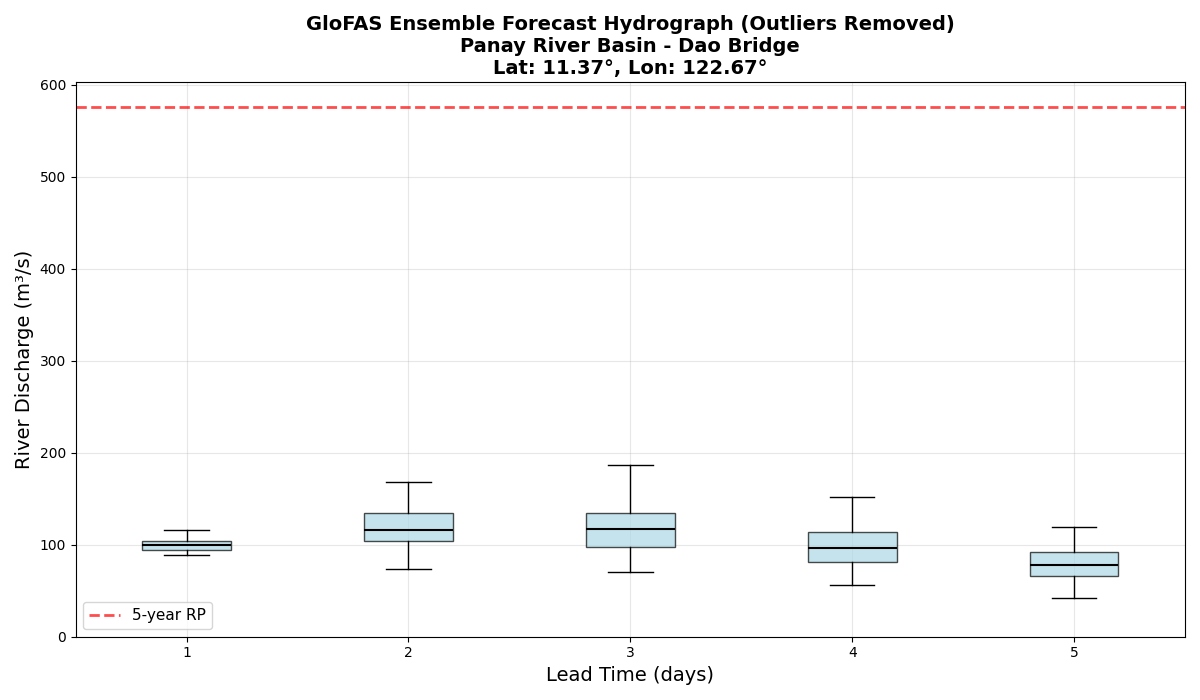 GloFAS Ensemble Forecast Hydrograph (Outliers Removed)
Panay River Basin - Dao Bridge
Lat: 11.37°, Lon: 122.67°
River Discharge (m³/s)
600
500
400
300
200
100
0
5-year RP
1
2
3
4
5
Lead Time (days)